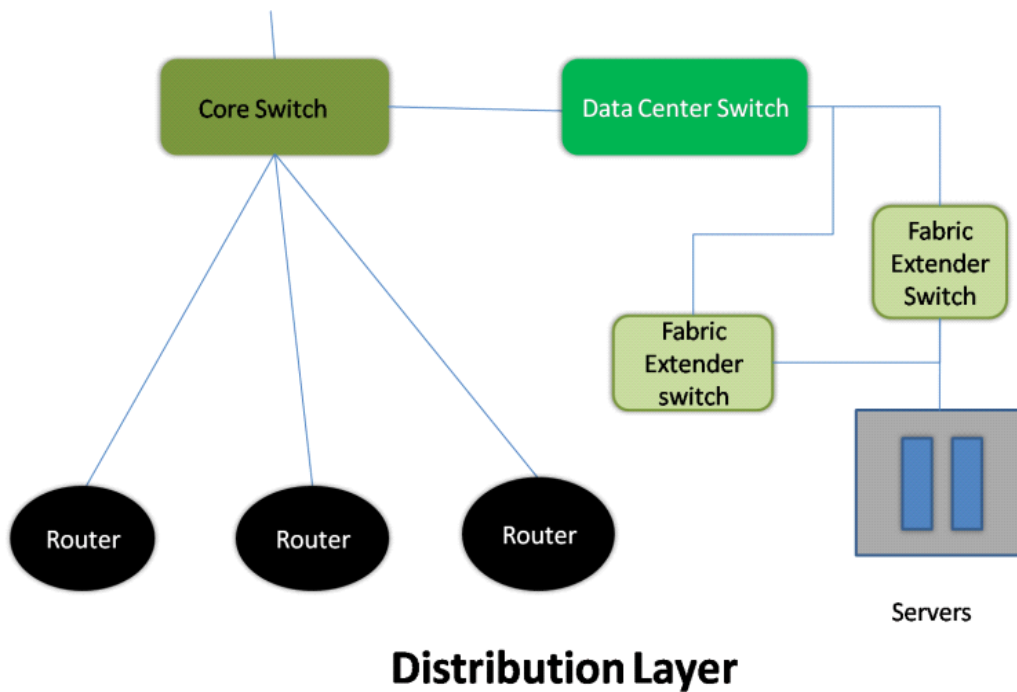 Core Switch
Data Center Switch
Fabric
Extender
Switch
Fabric
Extender
switch
Router
Router
Router
Servers
Distribution Layer